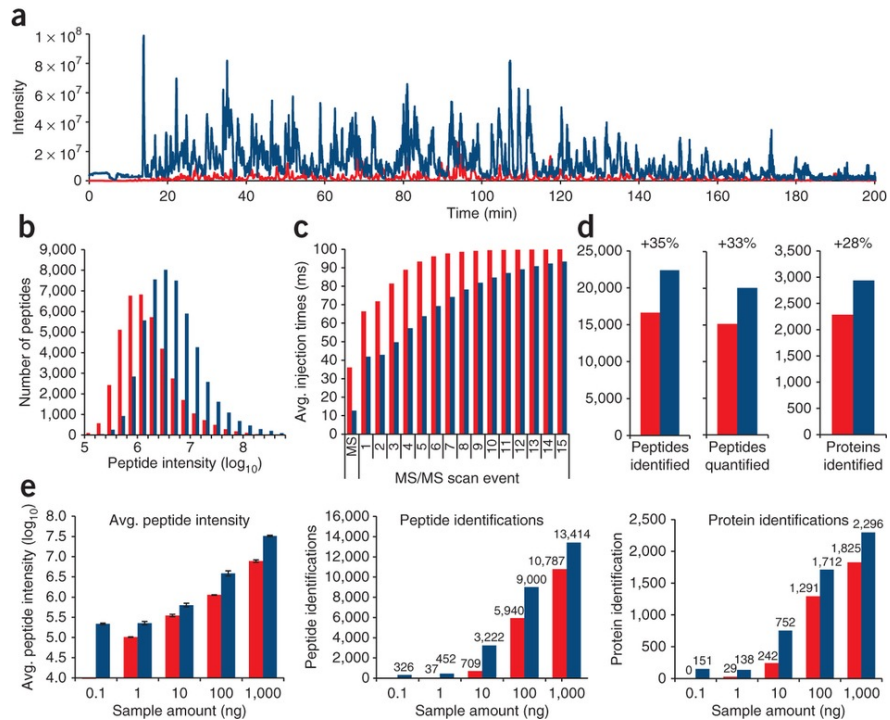 a
Intensity
1 × 10⁸
8 × 10⁷
6 × 10⁷
4 × 10⁷
2 × 10⁷
0
0 20 40 60 80 100 120 140 160 180 200
Time (min)
b
Number of peptides
9,000
8,000
7,000
6,000
5,000
4,000
3,000
2,000
1,000
0
5 6 7 8
Peptide intensity (log₁₀)
c
Avg. injection times (ms)
100
90
80
70
60
50
40
30
20
10
0
MS 1 2 3 4 5 6 7 8 9 10 11 12 13 14 15
MS/MS scan event
d
+35% +33% +28%
25,000
20,000
15,000
10,000
5,000
0
3,500
3,000
2,500
2,000
1,500
1,000
500
0
Peptides identified
Peptides quantified
Proteins identified
e
Avg. peptide intensity (log₁₀)
Avg. peptide intensity
8.0
7.5
7.0
6.5
6.0
5.5
5.0
4.5
4.0
0.1 1 10 100 1,000
Sample amount (ng)
Peptide identifications
Peptide identifications
16,000
14,000
12,000
10,000
8,000
6,000
4,000
2,000
0
326
37 452
709 3,222
5,940 9,000
10,787 13,414
0.1 1 10 100 1,000
Sample amount (ng)
Protein identification
Protein identifications
2,500
2,000
1,500
1,000
500
0
0 151
29 138
242 752
1,291 1,712
1,825 2,296
0.1 1 10 100 1,000
Sample amount (ng)